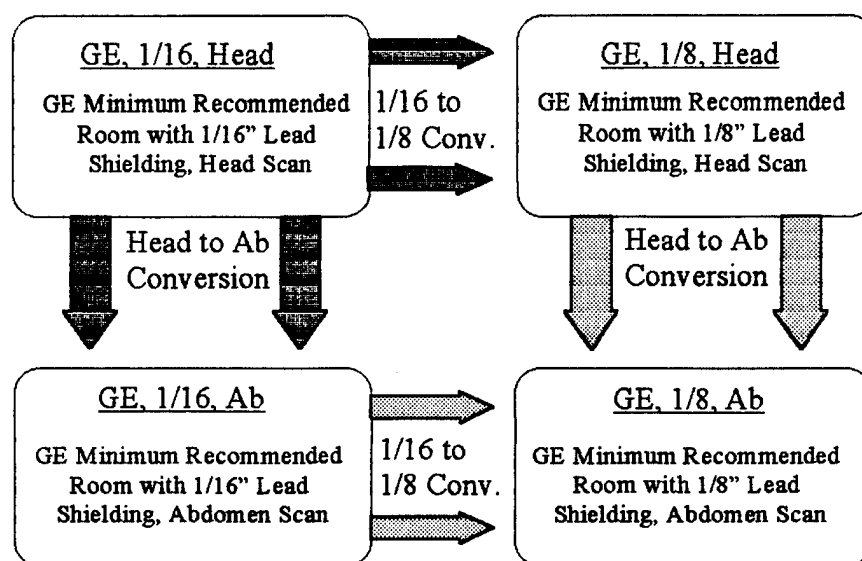 GE, 1/16, Head
GE Minimum Recommended
Room with 1/16" Lead
Shielding, Head Scan
1/16 to
1/8 Conv.
GE, 1/8, Head
GE Minimum Recommended
Room with 1/8" Lead
Shielding, Head Scan
Head to Ab
Conversion
Head to Ab
Conversion
GE, 1/16, Ab
GE Minimum Recommended
Room with 1/16" Lead
Shielding, Abdomen Scan
1/16 to
1/8 Conv.
GE, 1/8, Ab
GE Minimum Recommended
Room with 1/8" Lead
Shielding, Abdomen Scan